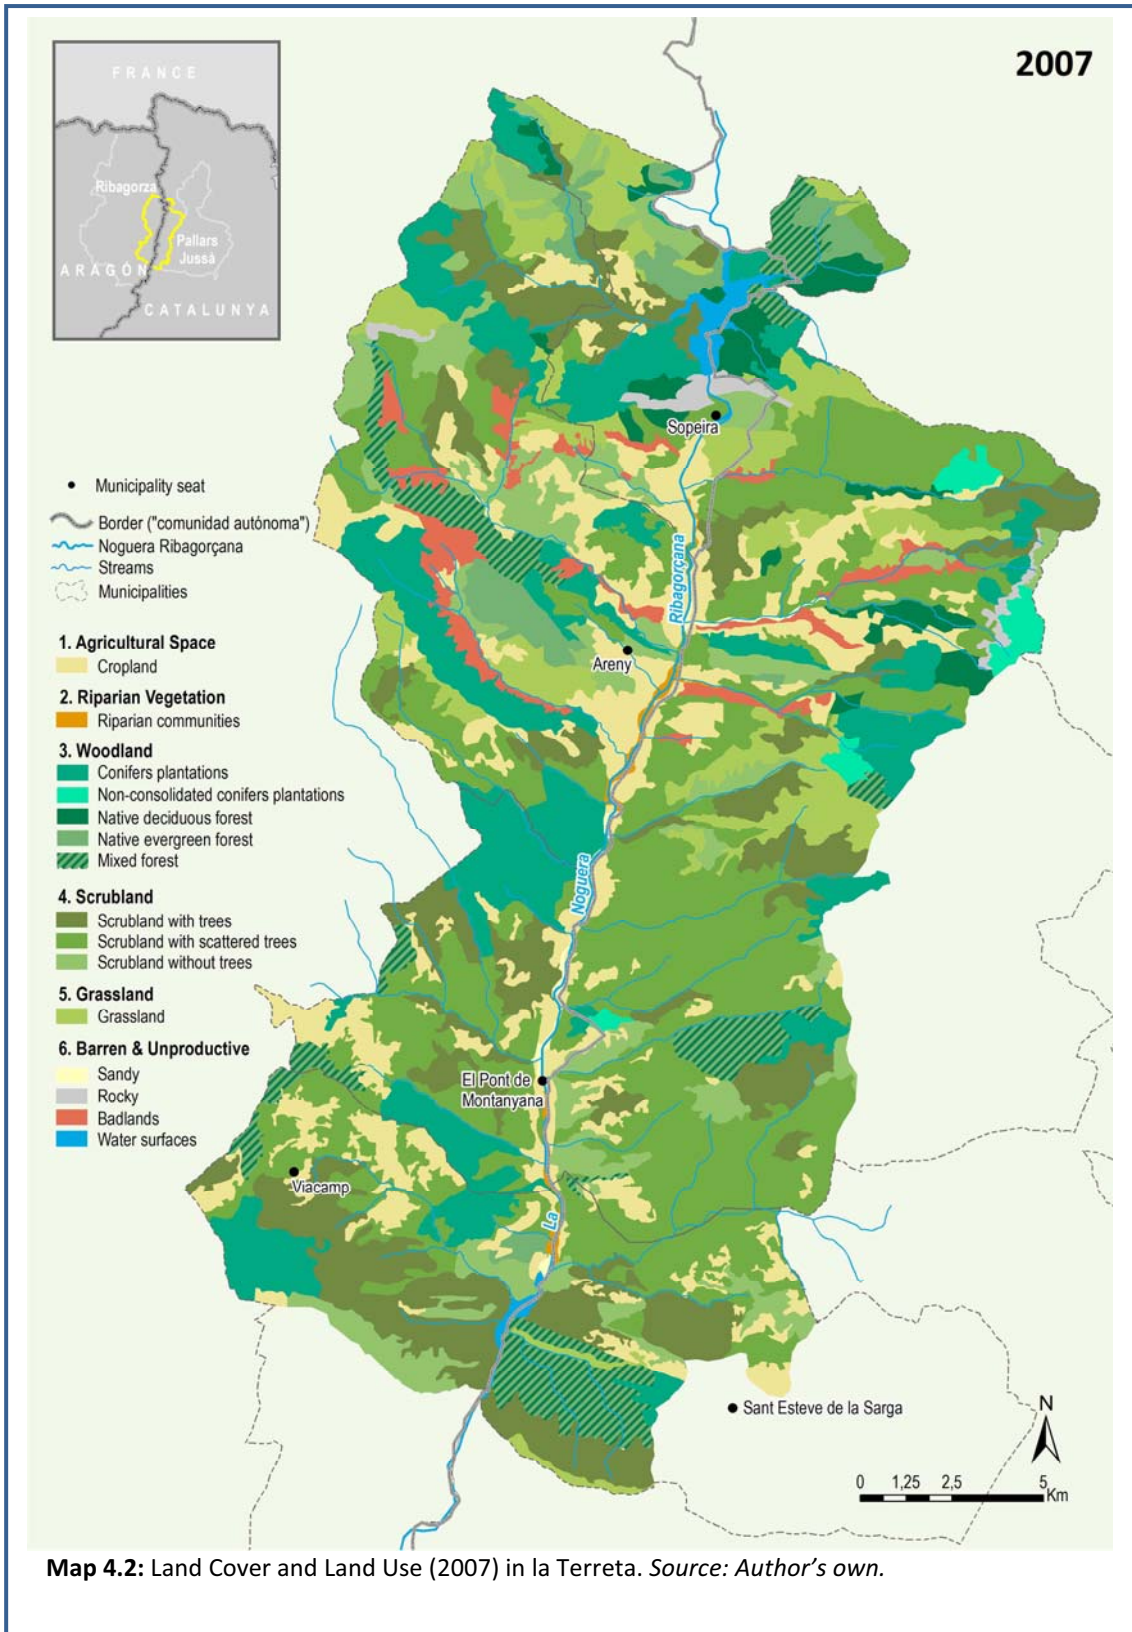 2007
FRANCE
Ribagorza
Pallars
Jussà
ARAGÓN
CATALUNYA
Sopeira
Municipality seat
Border ("comunidad autónoma")
Noguera Ribagorçana
Streams
Municipalities
Ribagorçana
1. Agricultural Space
Cropland
Areny
2. Riparian Vegetation
Riparian communities
3. Woodland
Conifers plantations
Non-consolidated conifers plantations
Native deciduous forest
Native evergreen forest
Mixed forest
Noguera
4. Scrubland
Scrubland with trees
Scrubland with scattered trees
Scrubland without trees
5. Grassland
Grassland
6. Barren & Unproductive
Sandy
Rocky
Badlands
Water surfaces
El Pont de
Montanyana
Viacamp
La
Sant Esteve de la Sarga
N
0 1,25 2,5 5
Km
Map 4.2: Land Cover and Land Use (2007) in la Terreta. Source: Author's own.